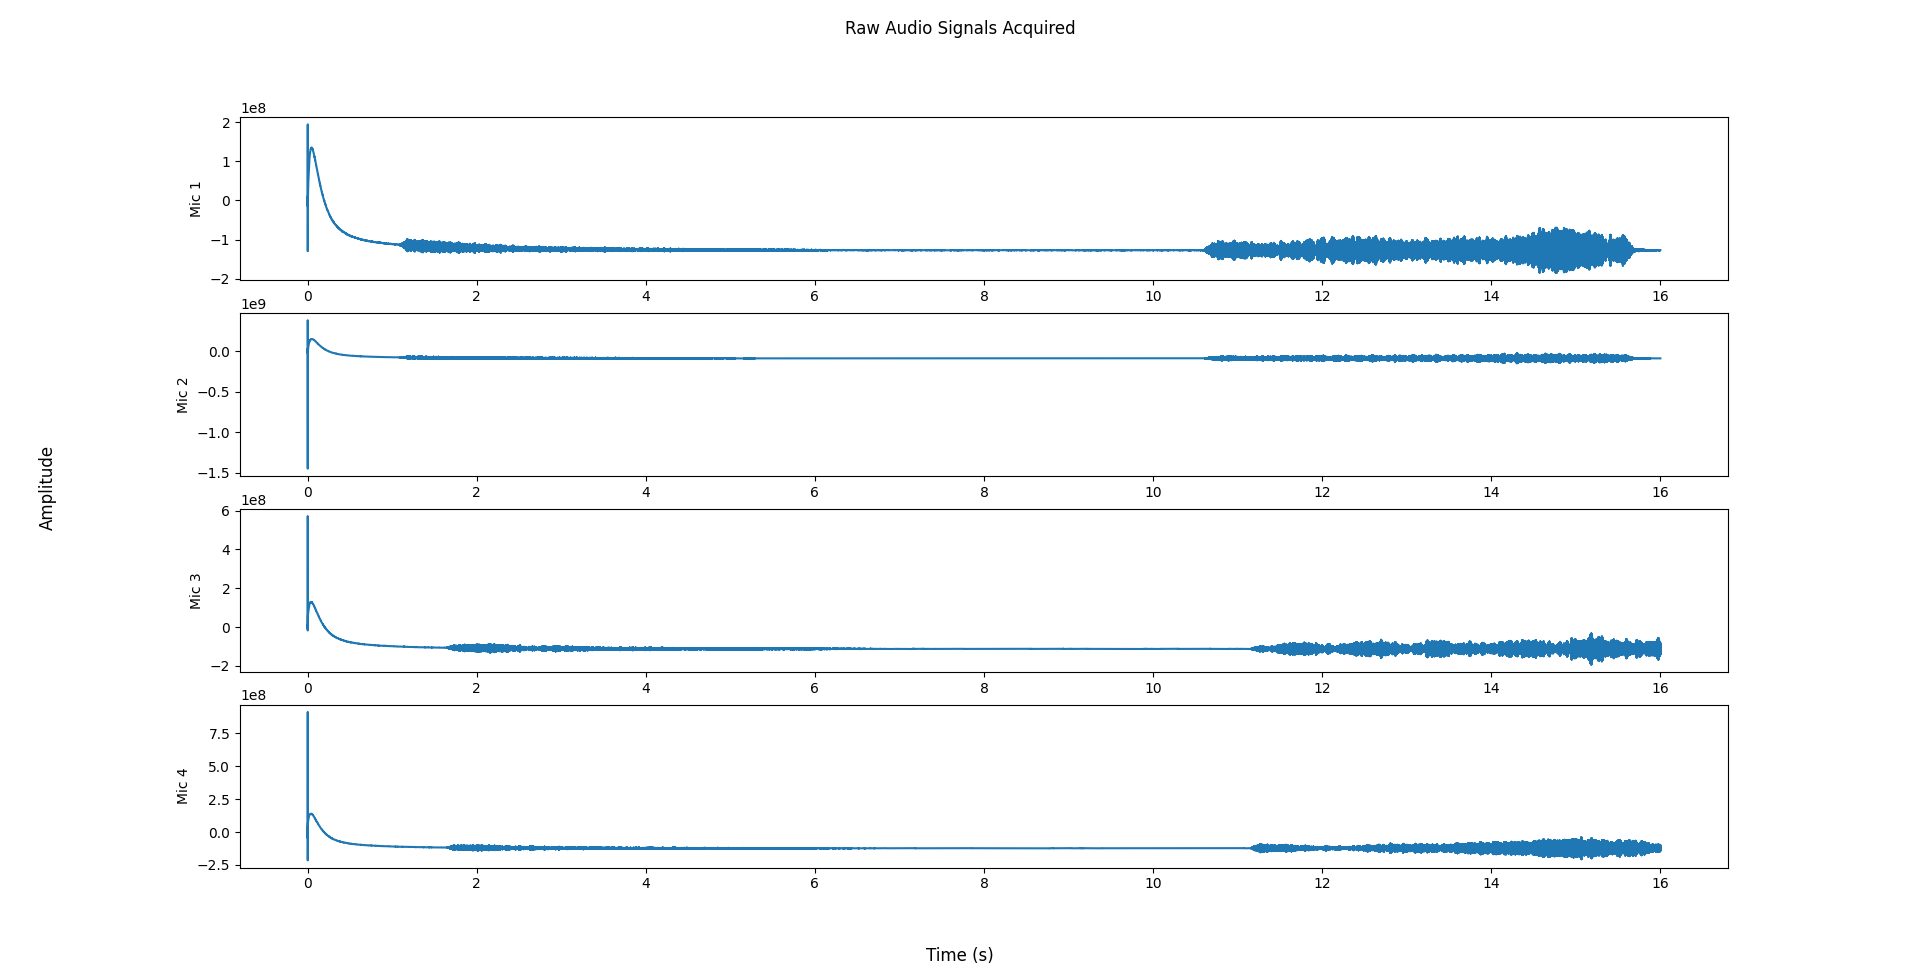 Raw Audio Signals Acquired
1e8
2
1
0
−1
−2
Mic 1
0 2 4 6 8 10 12 14 16
1e9
0.0
−0.5
−1.0
−1.5
Mic 2
0 2 4 6 8 10 12 14 16
1e8
6
4
2
0
−2
Mic 3
0 2 4 6 8 10 12 14 16
1e8
7.5
5.0
2.5
0.0
−2.5
Mic 4
0 2 4 6 8 10 12 14 16
Amplitude
Time (s)